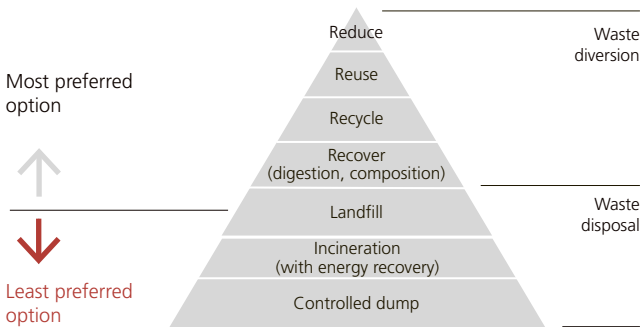 Reduce
Reuse
Recycle
Recover
(digestion, composition)
Landfill
Incineration
(with energy recovery)
Controlled dump
Most preferred
option
Least preferred
option
Waste
diversion
Waste
disposal